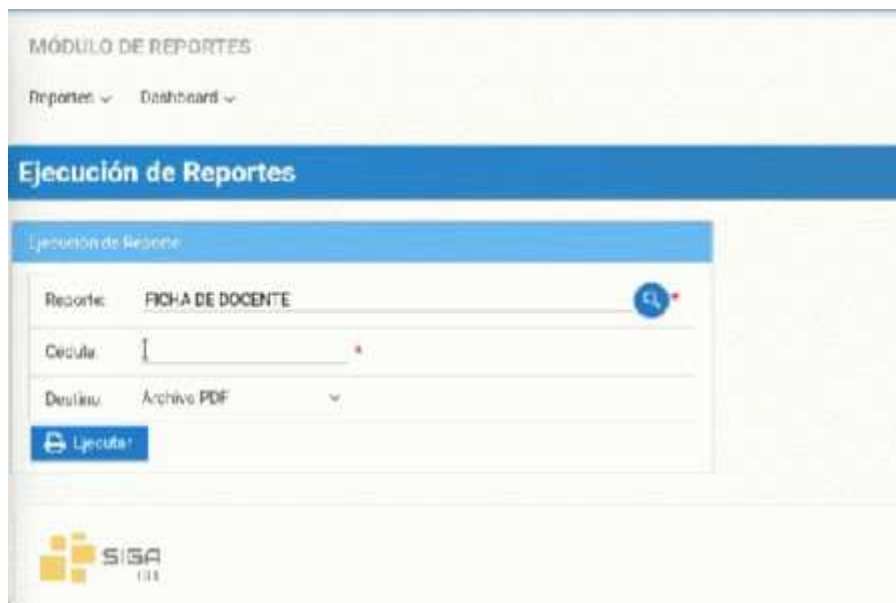 MÓDULO DE REPORTES
Reportes Dashboard
Ejecución de Reportes
Ejecución de Reporte
Reporte: FICHA DE DOCENTE *
Cédula: *
Destino: Archivo PDF
Ejecutar
SIGA